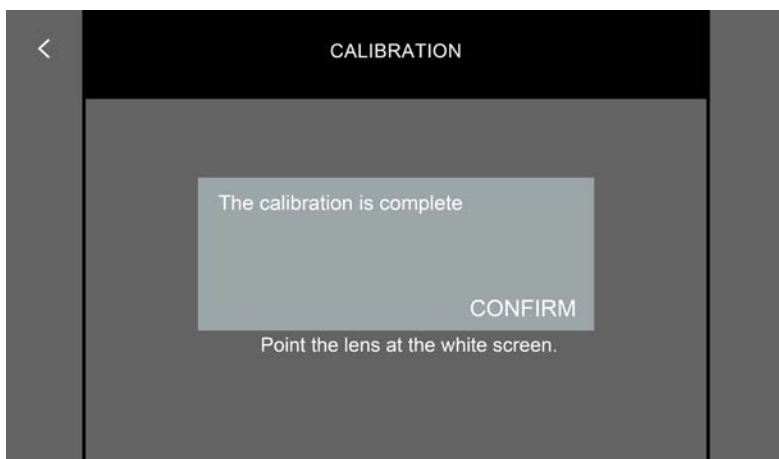 CALIBRATION
The calibration is complete
CONFIRM
Point the lens at the white screen.